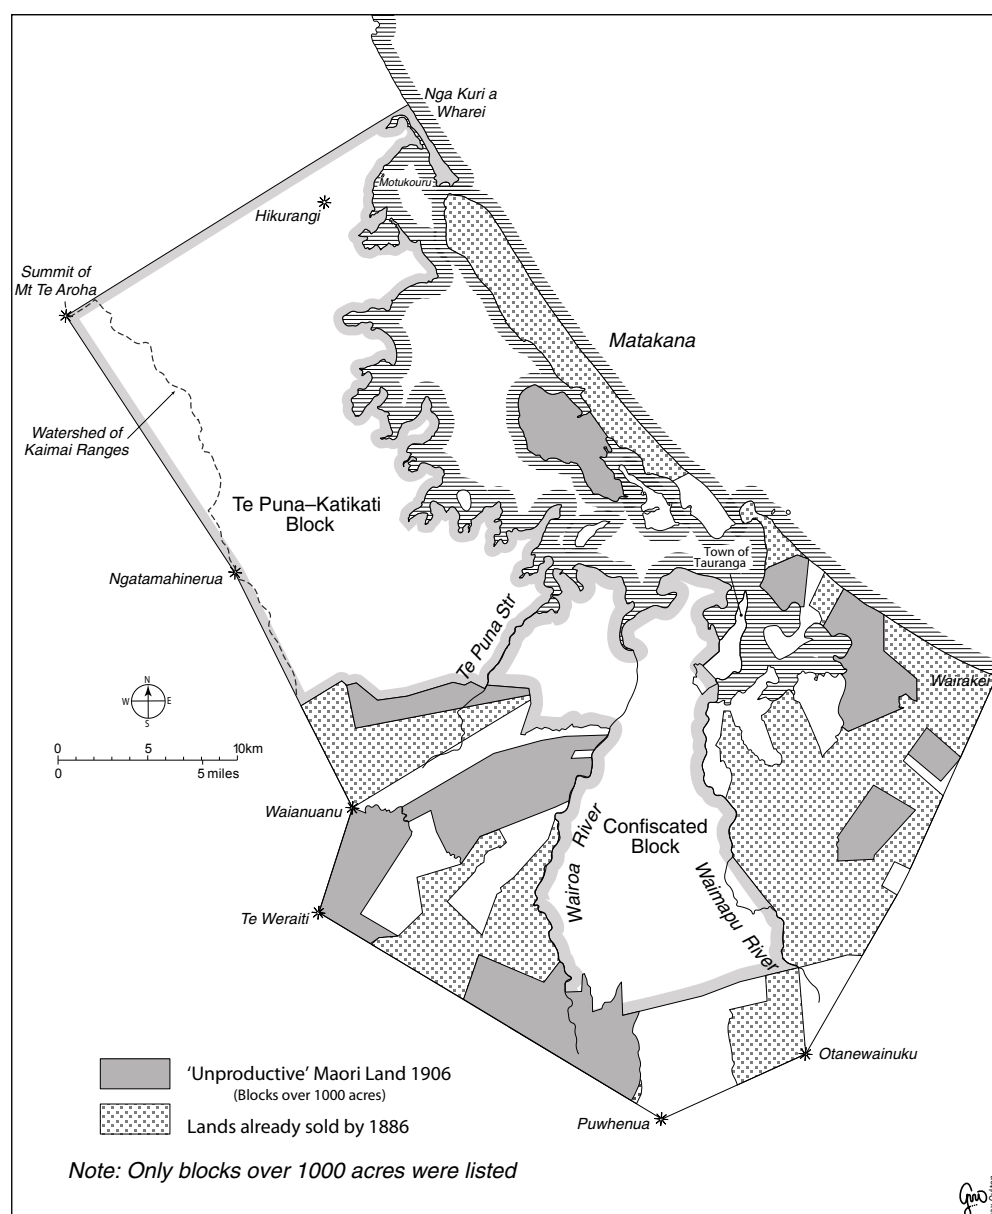 Nga Kuri a
Wharei
Motukouru
Hikurangi
Summit of
Mt Te Aroha
Matakana
Watershed of
Kaimai Ranges
Te Puna–Katikati
Block
Town of
Tauranga
Ngatamahinerua
Te Puna Str
Wairakei
N
W E
S
0 5 10km
0 5 miles
Waianuanu
Wairoa River
Confiscated
Block
Waimapu River
Te Weraiti
Otanewainuku
Puwhenua
'Unproductive' Maori Land 1906
(Blocks over 1000 acres)
Lands already sold by 1886
Note: Only blocks over 1000 acres were listed